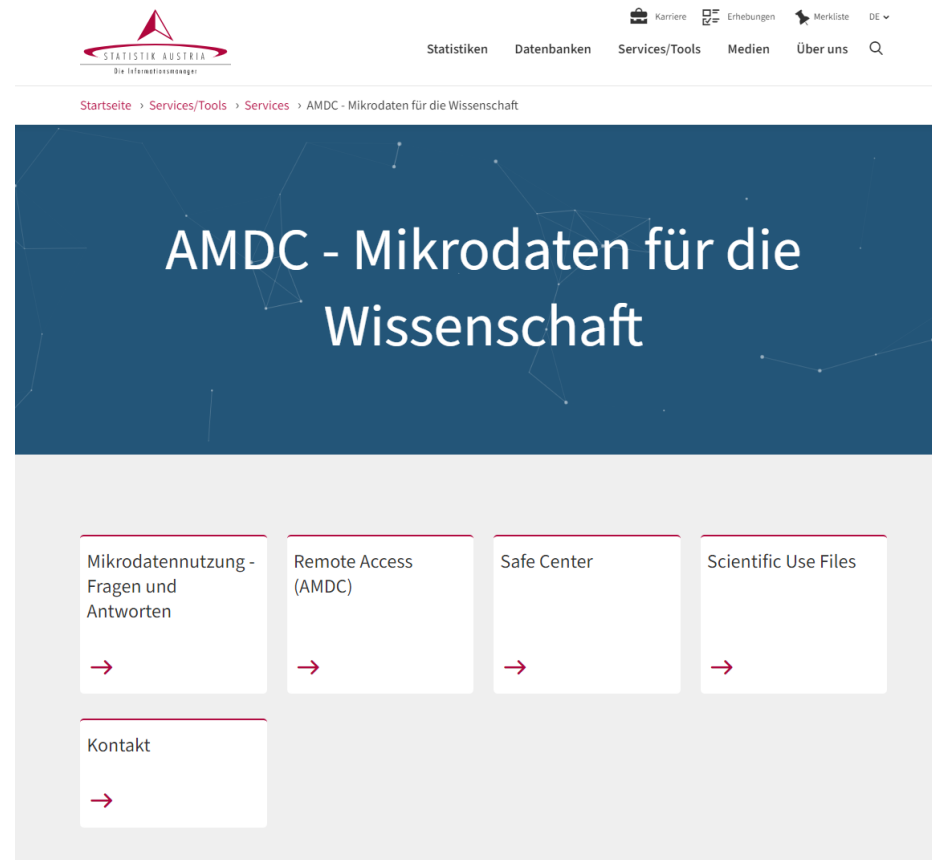 Karriere Erhebungen Merkliste DE
STATISTIK AUSTRIA
Die Informationsmanager
Statistiken Datenbanken Services/Tools Medien Über uns
Startseite › Services/Tools › Services › AMDC - Mikrodaten für die Wissenschaft
AMDC - Mikrodaten für die
Wissenschaft
Mikrodatennutzung -
Fragen und
Antworten
Remote Access
(AMDC)
Safe Center
Scientific Use Files
Kontakt